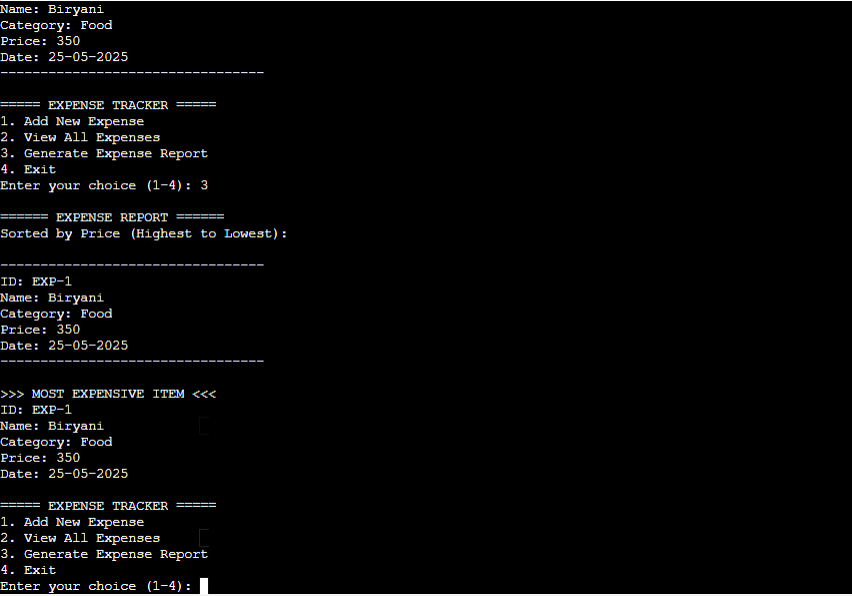 Name: Biryani
Category: Food
Price: 350
Date: 25-05-2025
---------------------------------
===== EXPENSE TRACKER =====
1. Add New Expense
2. View All Expenses
3. Generate Expense Report
4. Exit
Enter your choice (1-4): 3
====== EXPENSE REPORT ======
Sorted by Price (Highest to Lowest):
---------------------------------
ID: EXP-1
Name: Biryani
Category: Food
Price: 350
Date: 25-05-2025
---------------------------------
>>> MOST EXPENSIVE ITEM <<<
ID: EXP-1
Name: Biryani
Category: Food
Price: 350
Date: 25-05-2025
===== EXPENSE TRACKER =====
1. Add New Expense
2. View All Expenses
3. Generate Expense Report
4. Exit
Enter your choice (1-4):